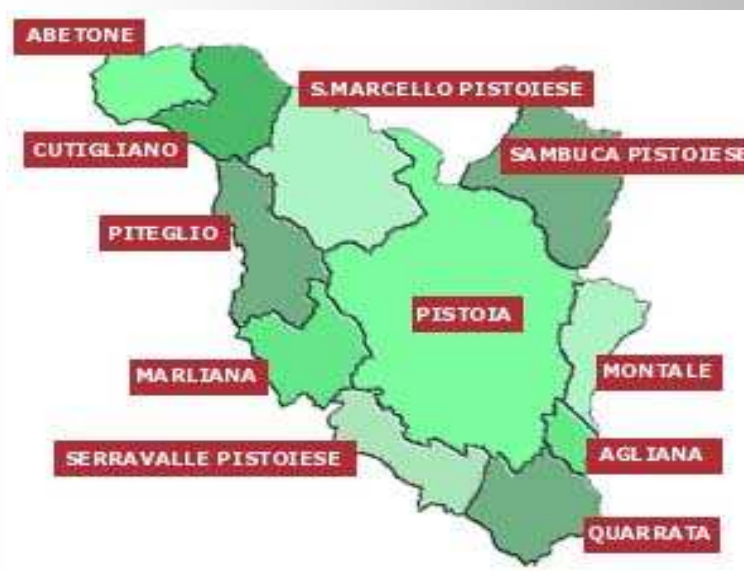 ABETONE
S.MARCELLO PISTOIESE
CUTIGLIANO
SAMBUCA PISTOIESE
PITEGLIO
PISTOIA
MARLIANA
MONTALE
SERRAVALLE PISTOIESE
AGLIANA
QUARRATA